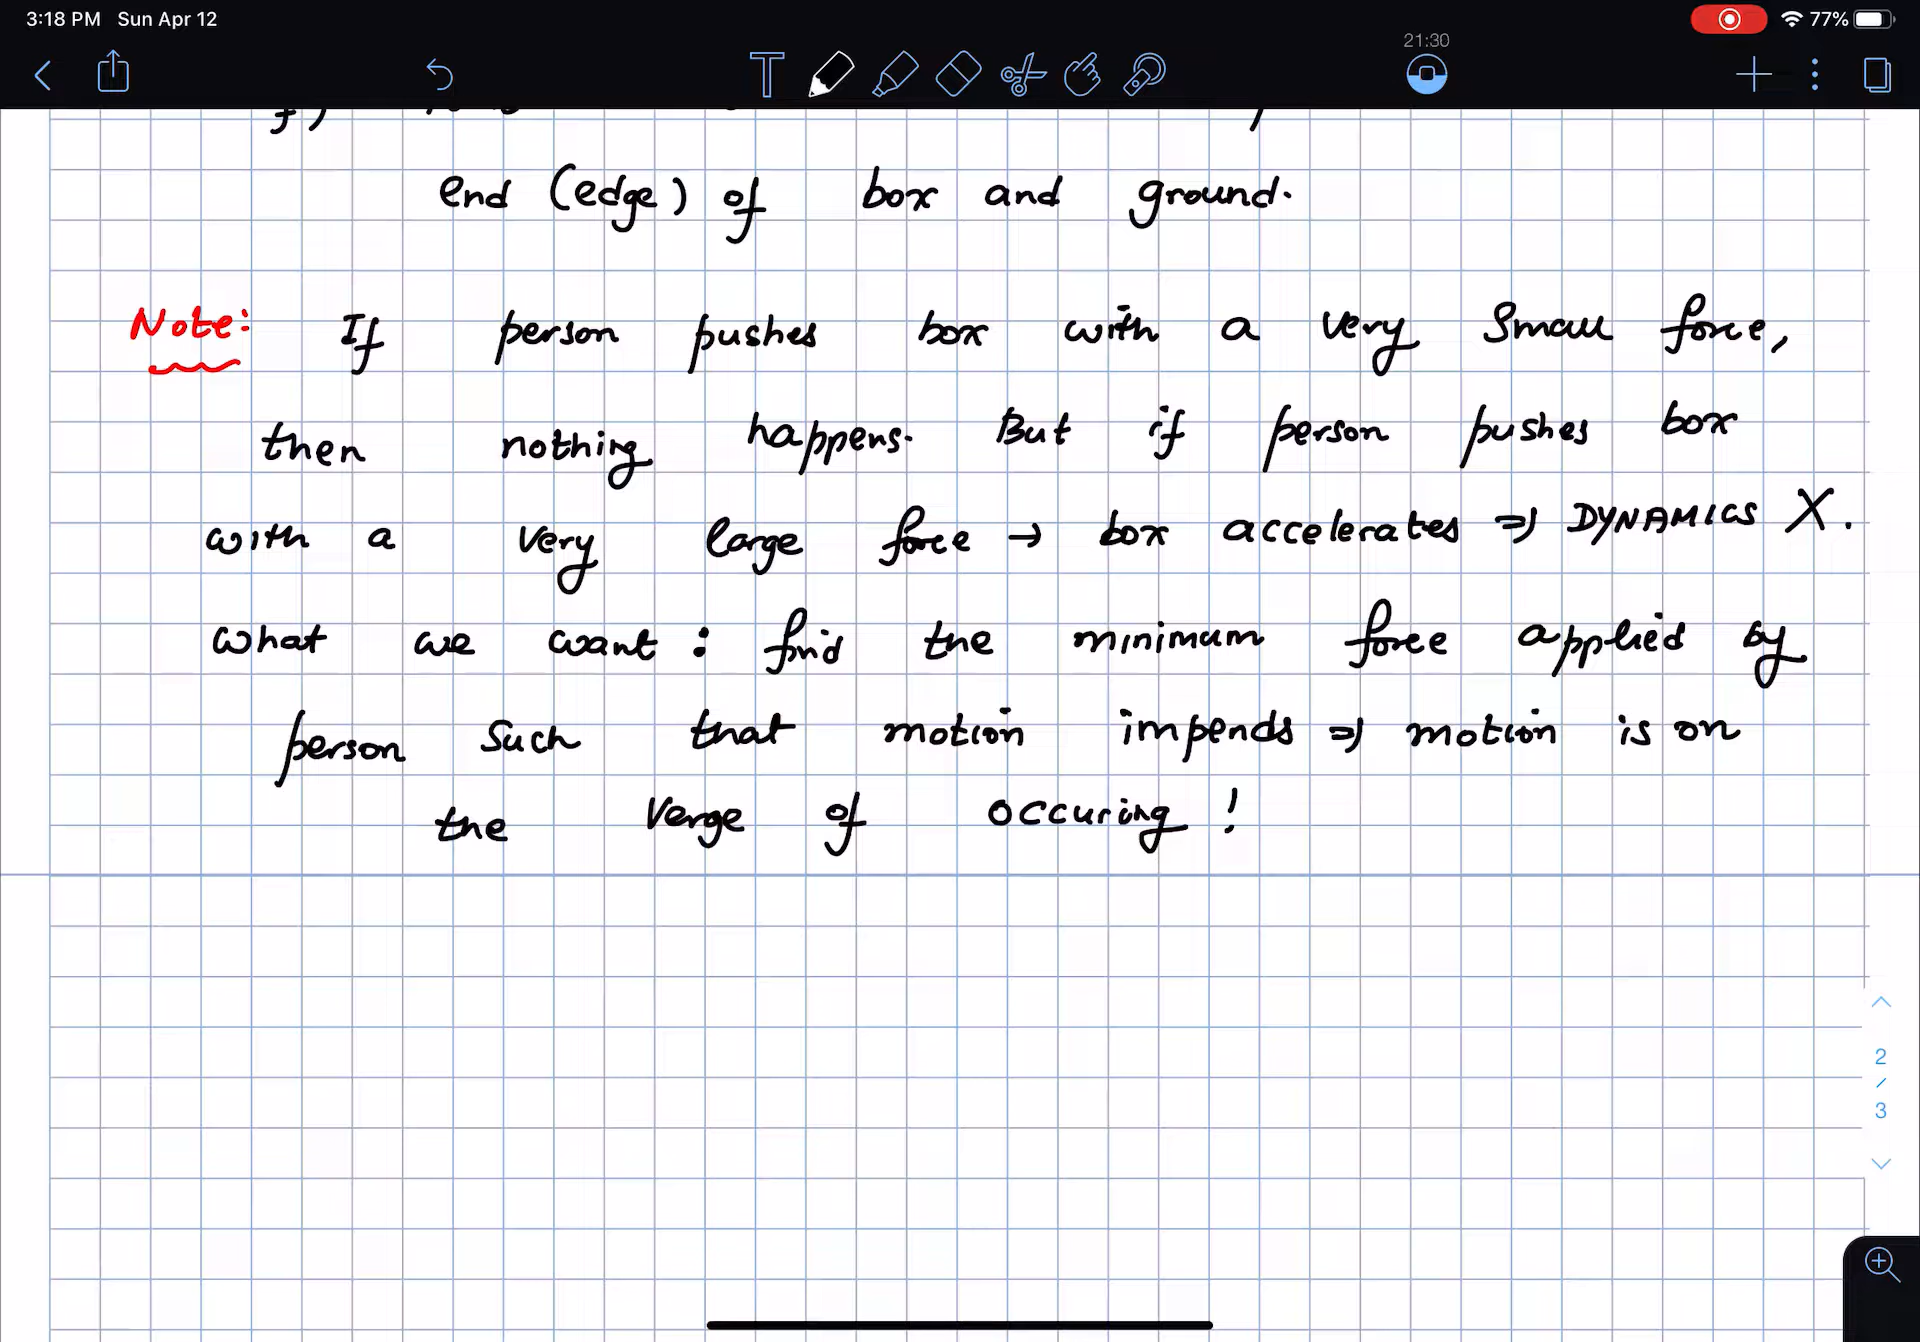 3:18 PM Sun Apr 12
77%
21:30
T
end (edge) of box and ground.
Note: If person pushes box with a very small force,
then nothing happens. But if person pushes box
with a very large force → box accelerates ⇒ DYNAMICS X.
what we want : find the minimum force applied by
person such that motion impends ⇒ motion is on
the verge of occuring !
2
/
3